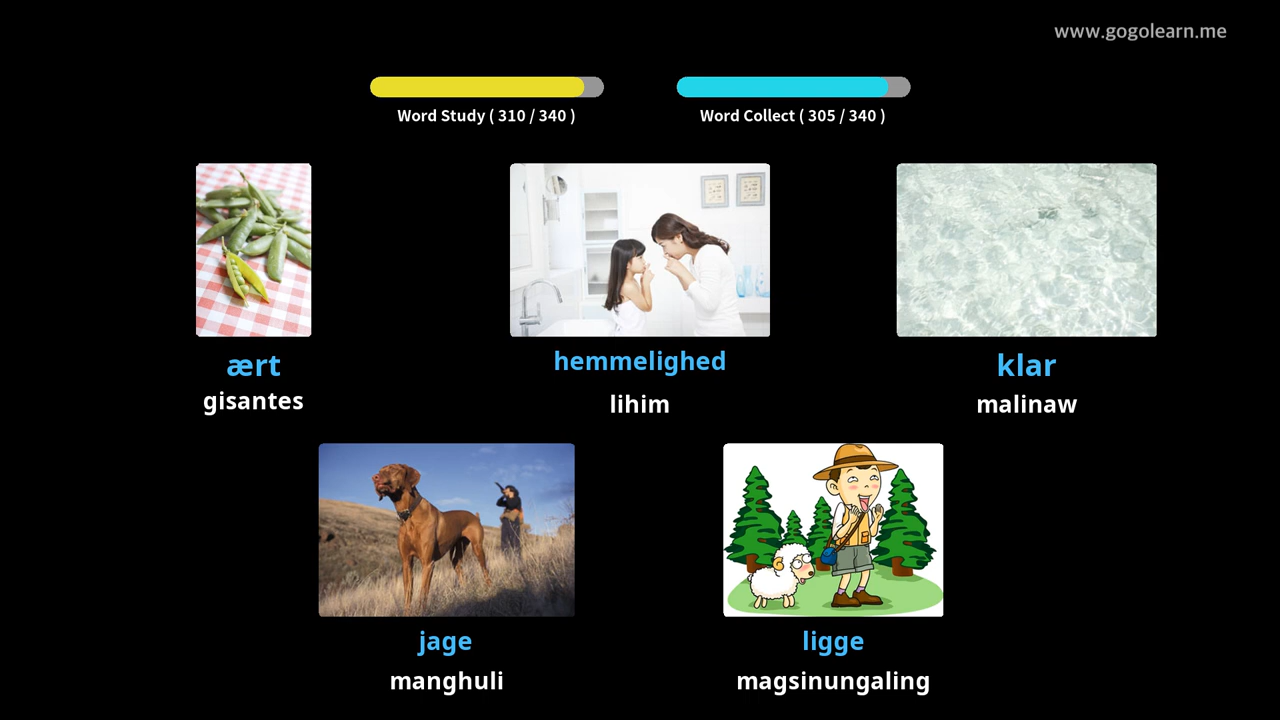 www.gogolearn.me
Word Study ( 310 / 340 )
Word Collect ( 305 / 340 )
ært
gisantes
hemmelighed
lihim
klar
malinaw
jage
manghuli
ligge
magsinungaling